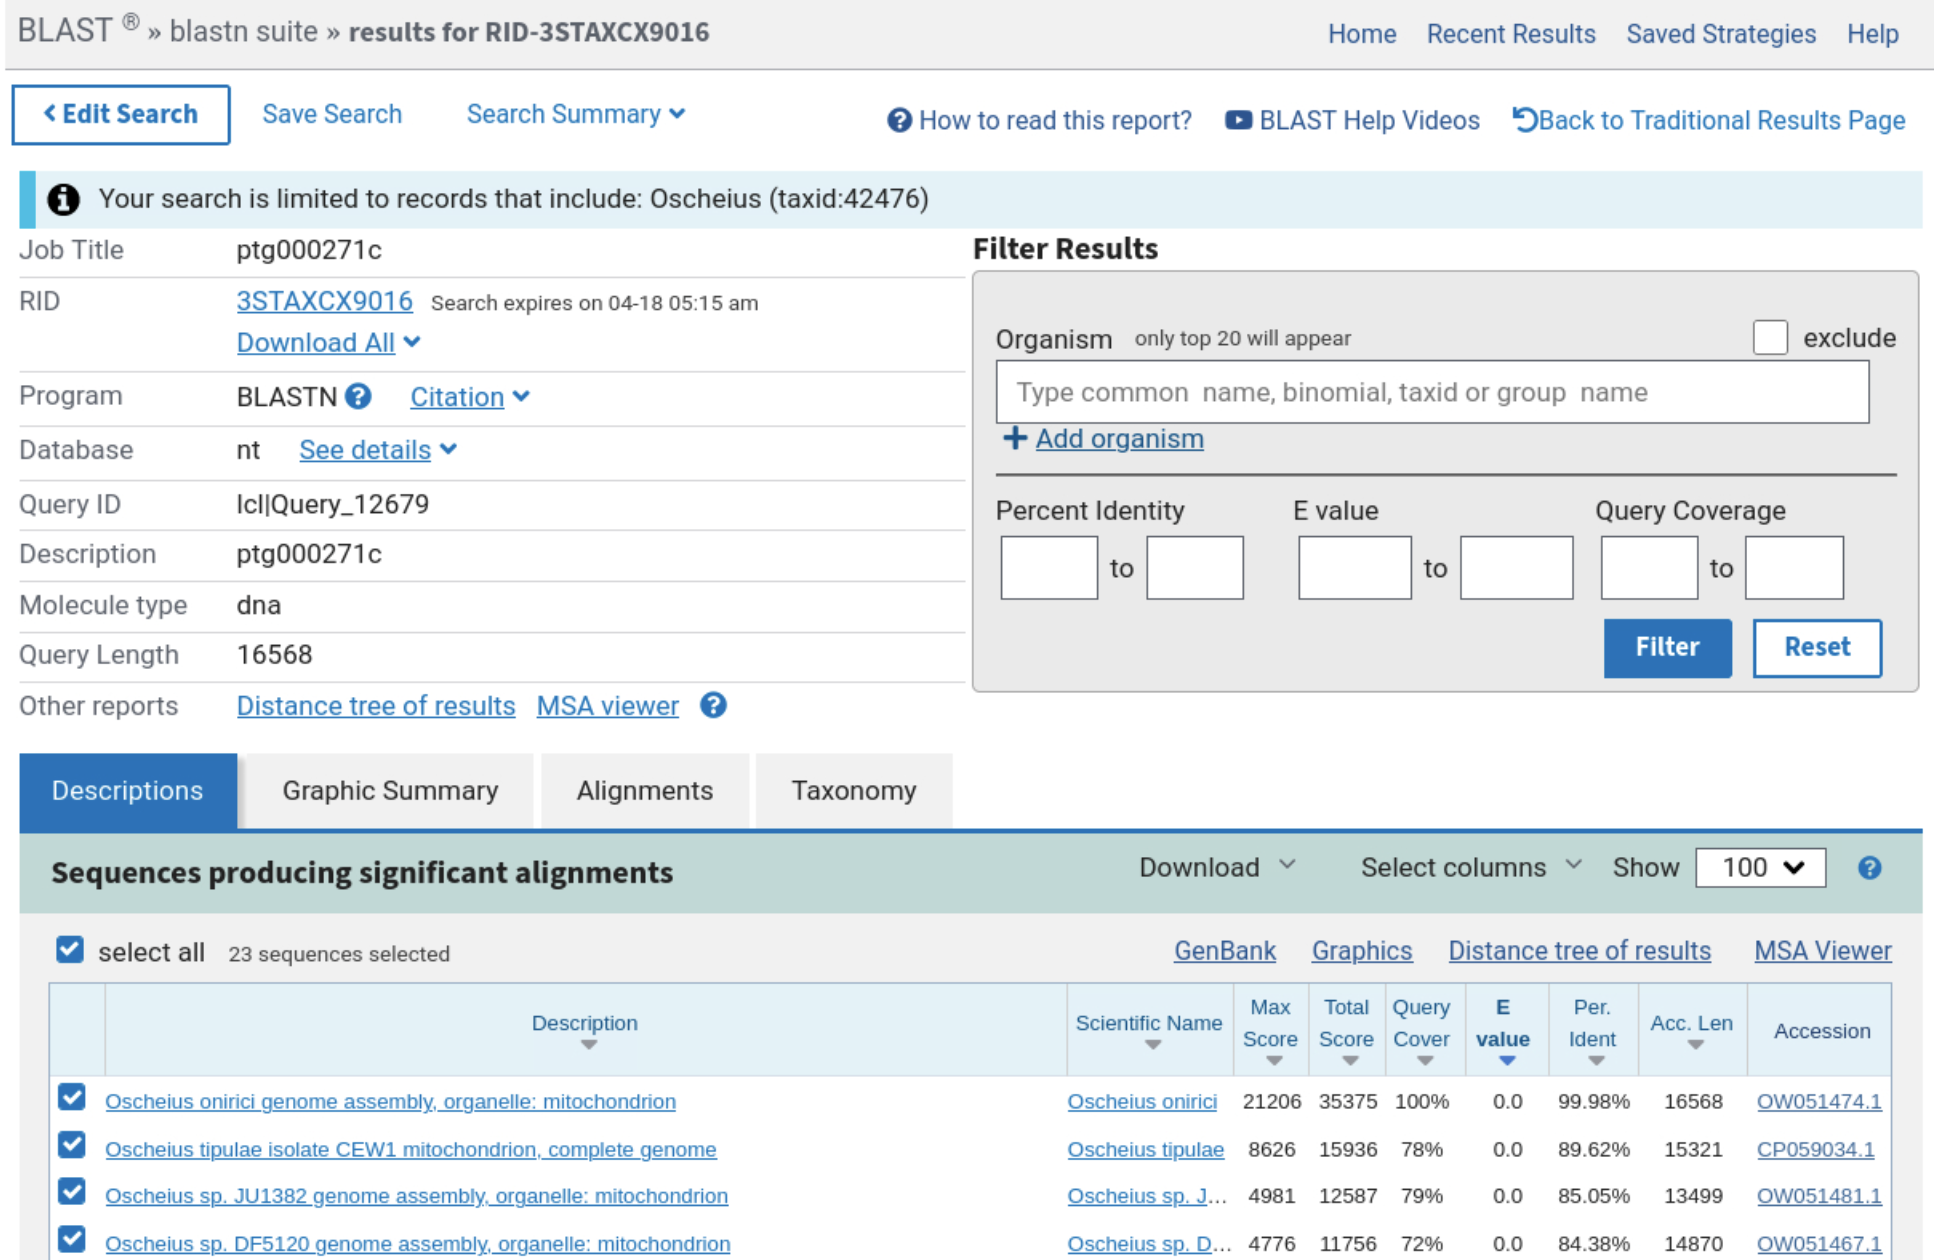 BLAST ® » blastn suite » results for RID-3STAXCX9016
Home Recent Results Saved Strategies Help
Edit Search Save Search Search Summary
How to read this report? BLAST Help Videos Back to Traditional Results Page
Your search is limited to records that include: Oscheius (taxid:42476)
Job Title ptg000271c
RID 3STAXCX9016 Search expires on 04-18 05:15 am
Download All
Program BLASTN Citation
Database nt See details
Query ID lcl|Query_12679
Description ptg000271c
Molecule type dna
Query Length 16568
Other reports Distance tree of results MSA viewer
Filter Results
Organism only top 20 will appear exclude
Type common name, binomial, taxid or group name
Add organism
Percent Identity E value Query Coverage
to to to
Filter Reset
Descriptions Graphic Summary Alignments Taxonomy
Sequences producing significant alignments Download Select columns Show 100
select all 23 sequences selected GenBank Graphics Distance tree of results MSA Viewer
Description Scientific Name Max Score Total Score Query Cover E value Per. Ident Acc. Len Accession
Oscheius onirici genome assembly, organelle: mitochondrion Oscheius onirici 21206 35375 100% 0.0 99.98% 16568 OW051474.1
Oscheius tipulae isolate CEW1 mitochondrion, complete genome Oscheius tipulae 8626 15936 78% 0.0 89.62% 15321 CP059034.1
Oscheius sp. JU1382 genome assembly, organelle: mitochondrion Oscheius sp. J... 4981 12587 79% 0.0 85.05% 13499 OW051481.1
Oscheius sp. DF5120 genome assembly, organelle: mitochondrion Oscheius sp. D... 4776 11756 72% 0.0 84.38% 14870 OW051467.1